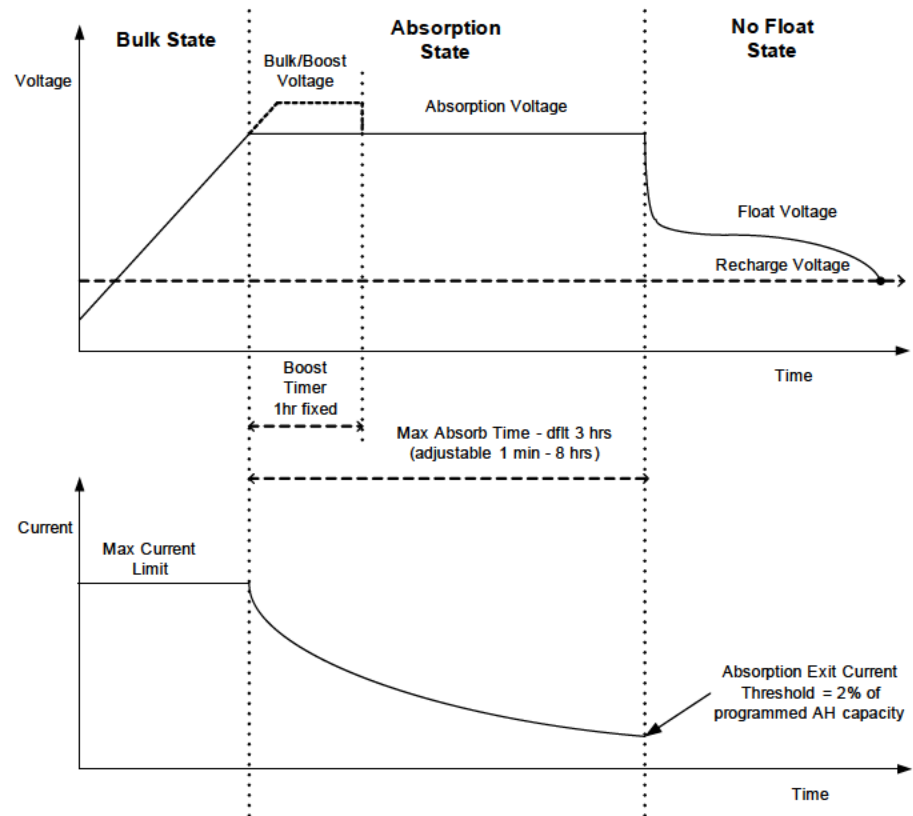 Bulk State
Absorption
State
No Float
State
Voltage
Bulk/Boost
Voltage
Absorption Voltage
Float Voltage
Recharge Voltage
Time
Boost
Timer
1hr fixed
Max Absorb Time - dflt 3 hrs
(adjustable 1 min - 8 hrs)
Current
Max Current
Limit
Absorption Exit Current
Threshold = 2% of
programmed AH capacity
Time